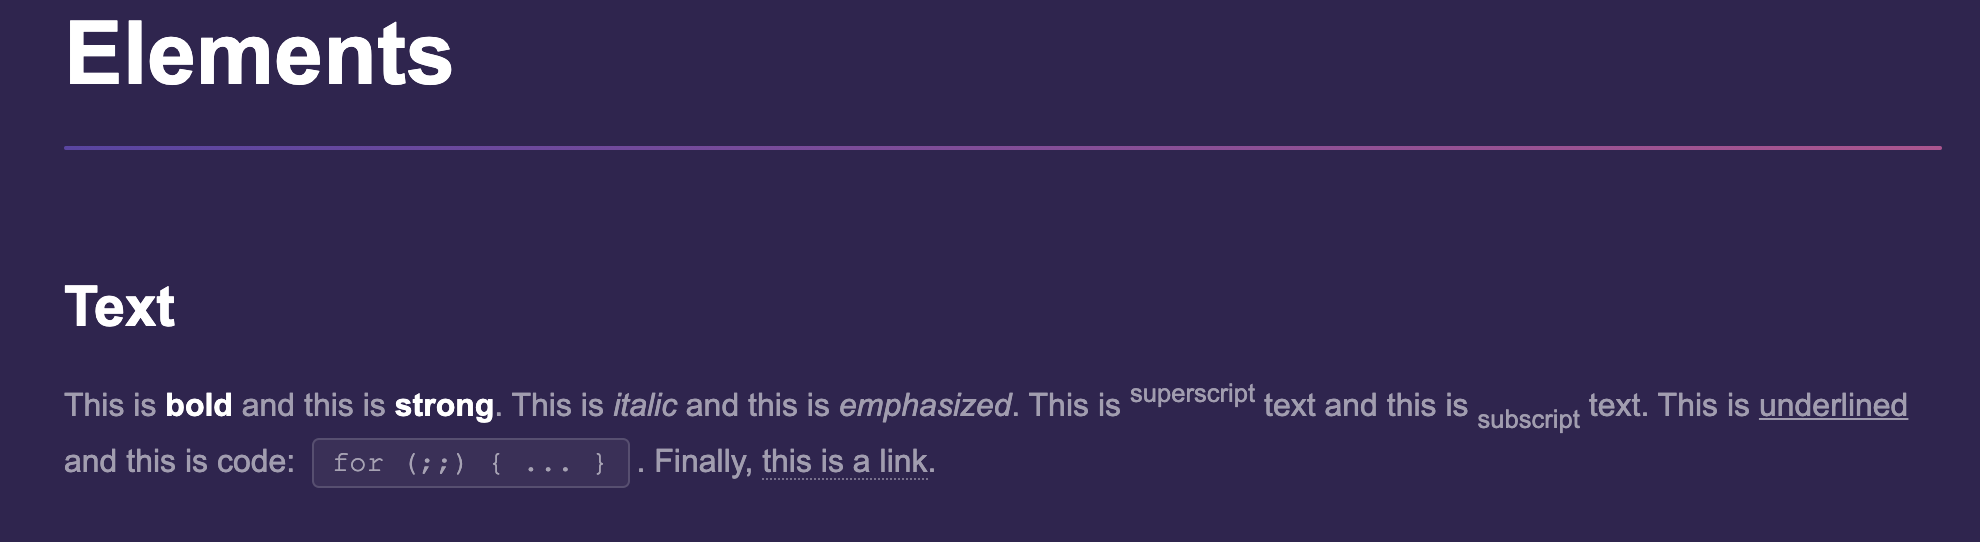 Elements
Text
This is bold and this is strong. This is italic and this is emphasized. This is superscript text and this is subscript text. This is underlined
and this is code: for (;;) { ... } . Finally, this is a link.